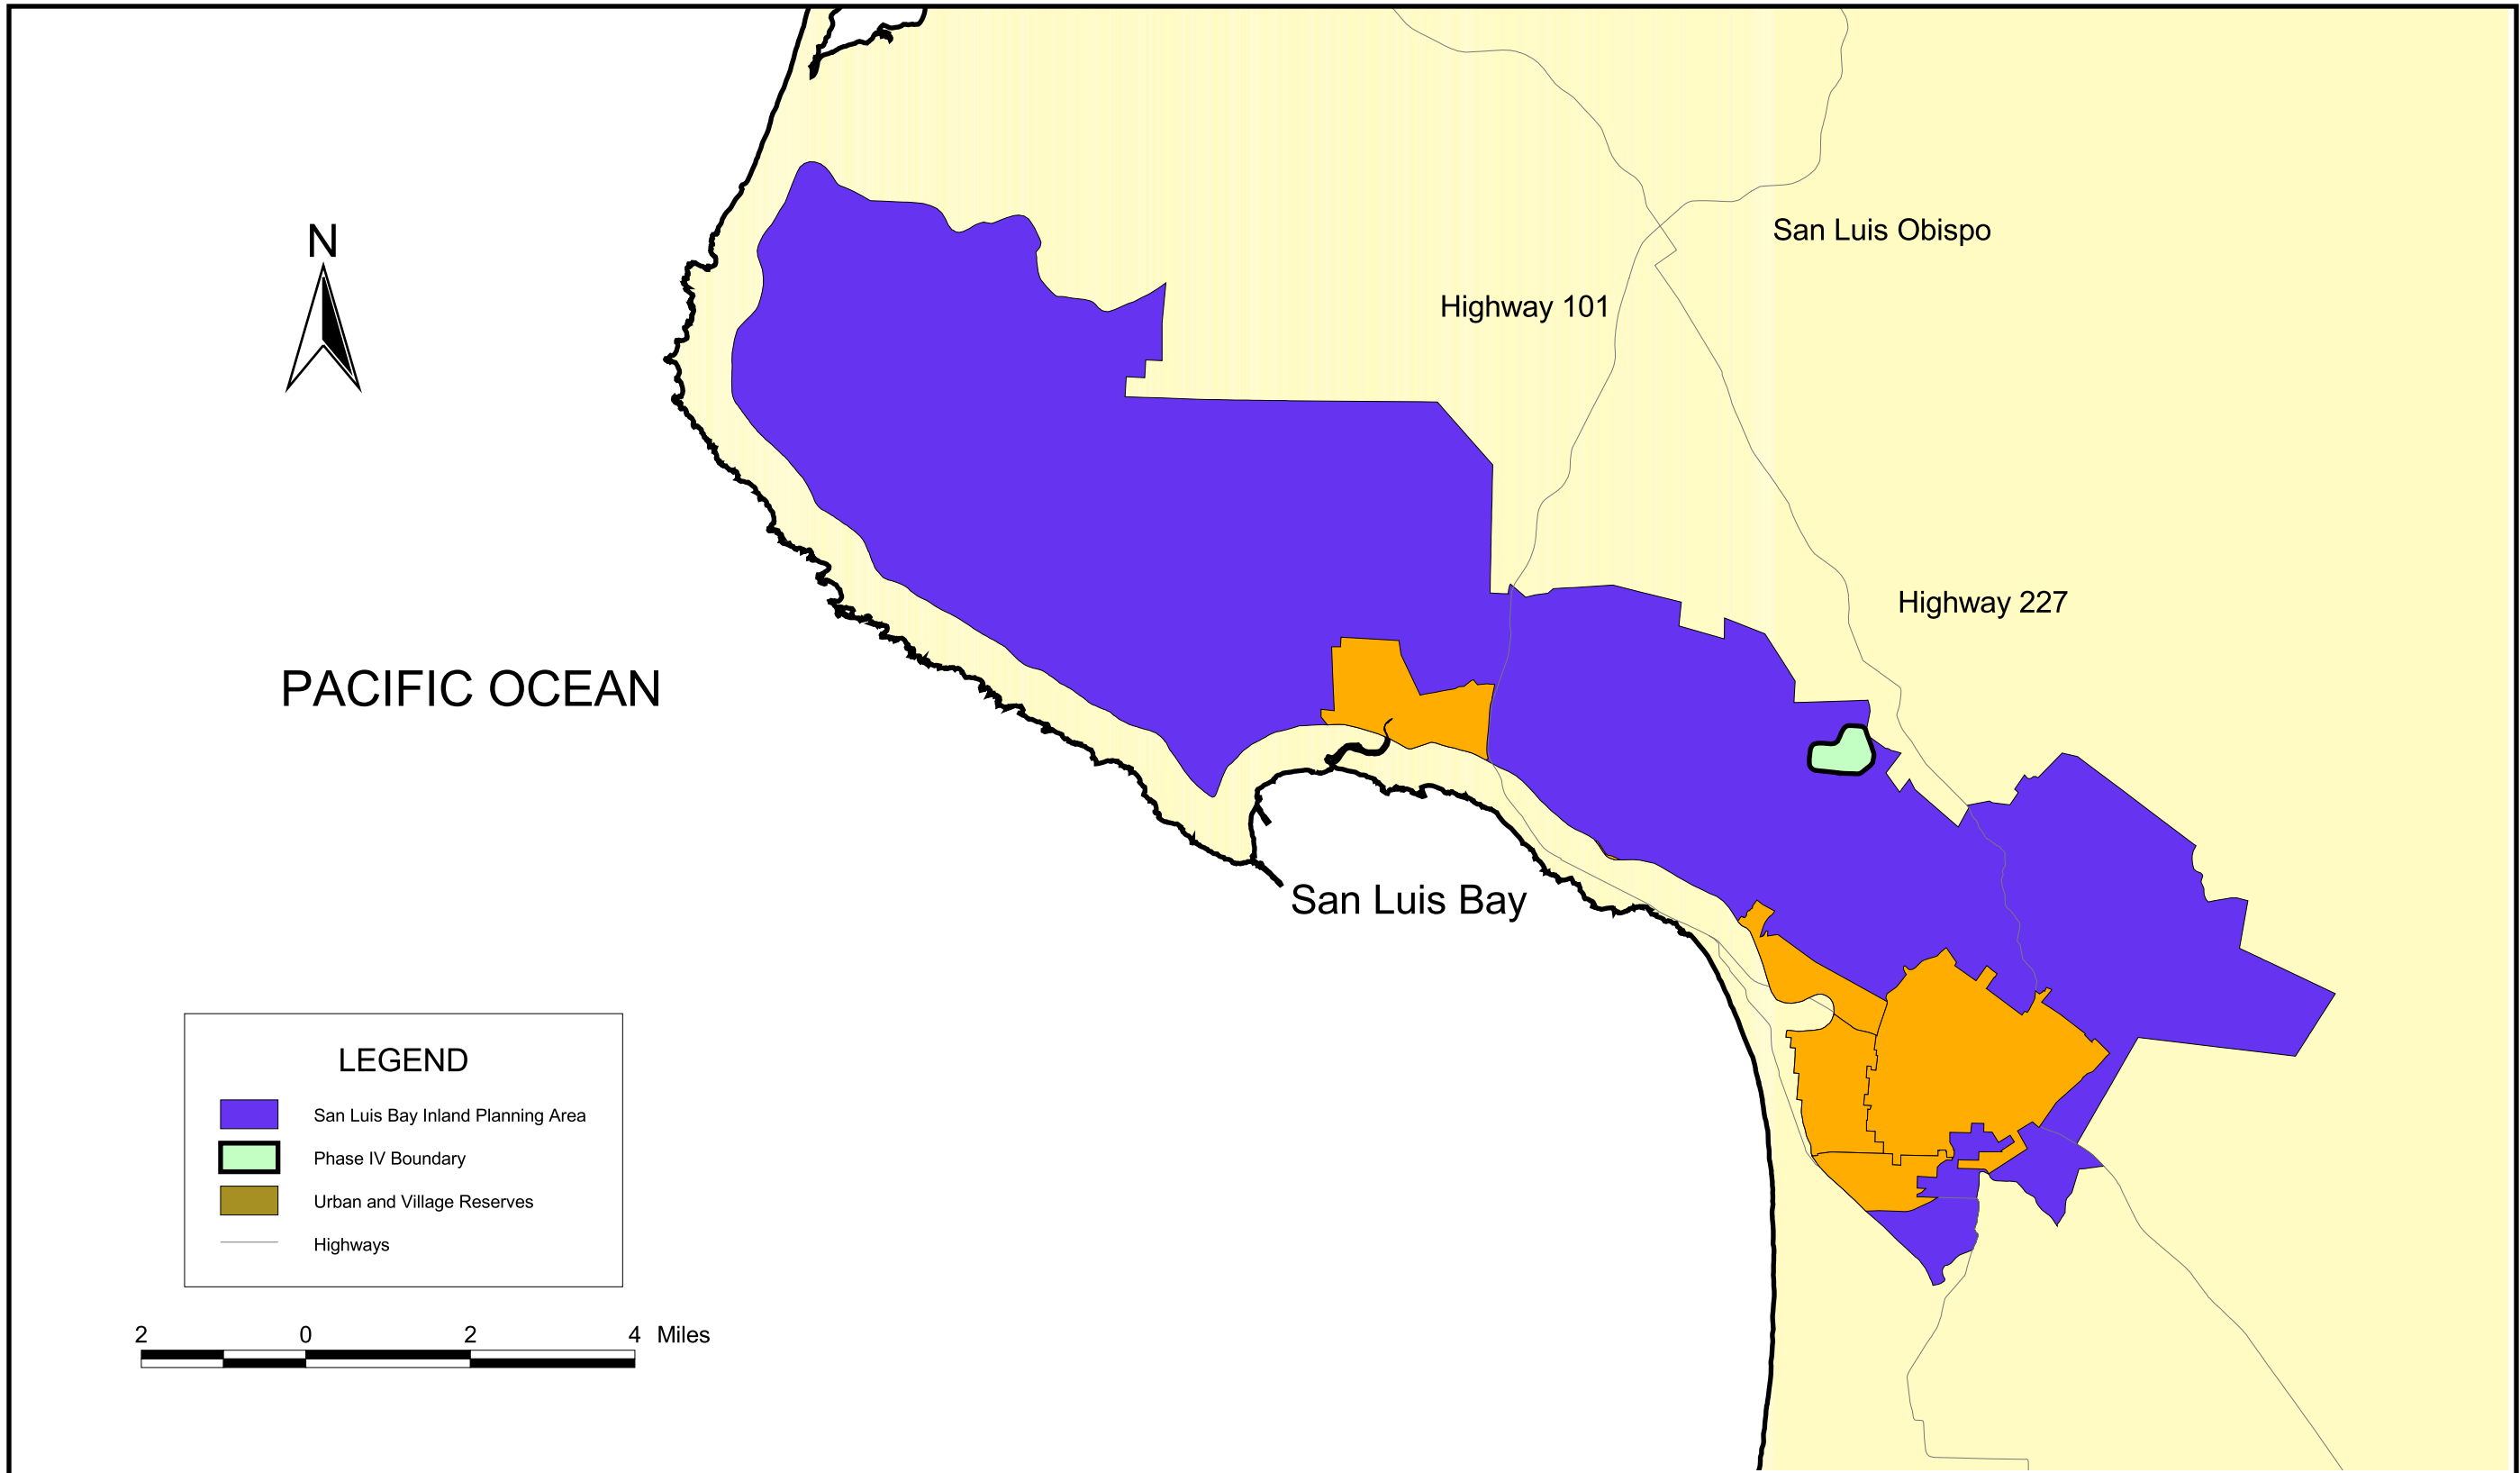 N
San Luis Obispo
Highway 101
Highway 227
PACIFIC OCEAN
San Luis Bay
LEGEND
San Luis Bay Inland Planning Area
Phase IV Boundary
Urban and Village Reserves
Highways
2 0 2 4 Miles